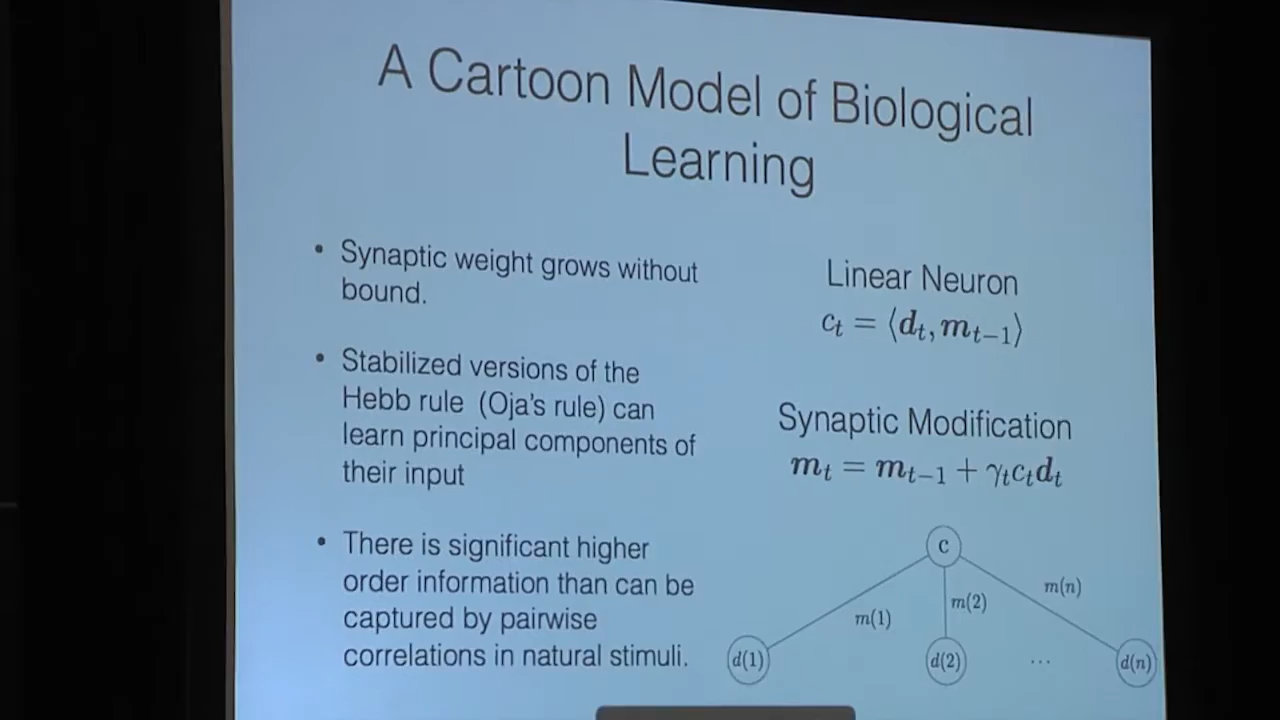 A Cartoon Model of Biological
Learning
• Synaptic weight grows without
bound.
• Stabilized versions of the
Hebb rule (Oja's rule) can
learn principal components of
their input
• There is significant higher
order information than can be
captured by pairwise
correlations in natural stimuli.
Linear Neuron
c_t = ⟨d_t, m_{t−1}⟩
Synaptic Modification
m_t = m_{t−1} + γ_t c_t d_t
c
m(1)
m(2)
m(n)
d(1)
d(2)
...
d(n)